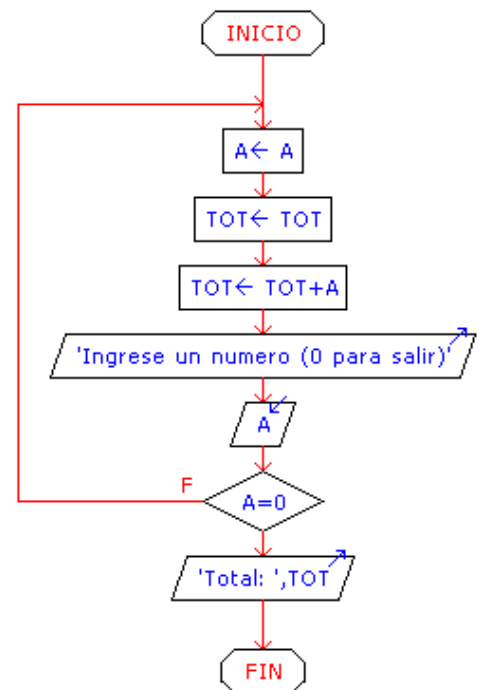 INICIO
A← A
TOT← TOT
TOT← TOT+A
'Ingrese un numero (0 para salir)'
A
F
A=0
'Total: ',TOT
FIN